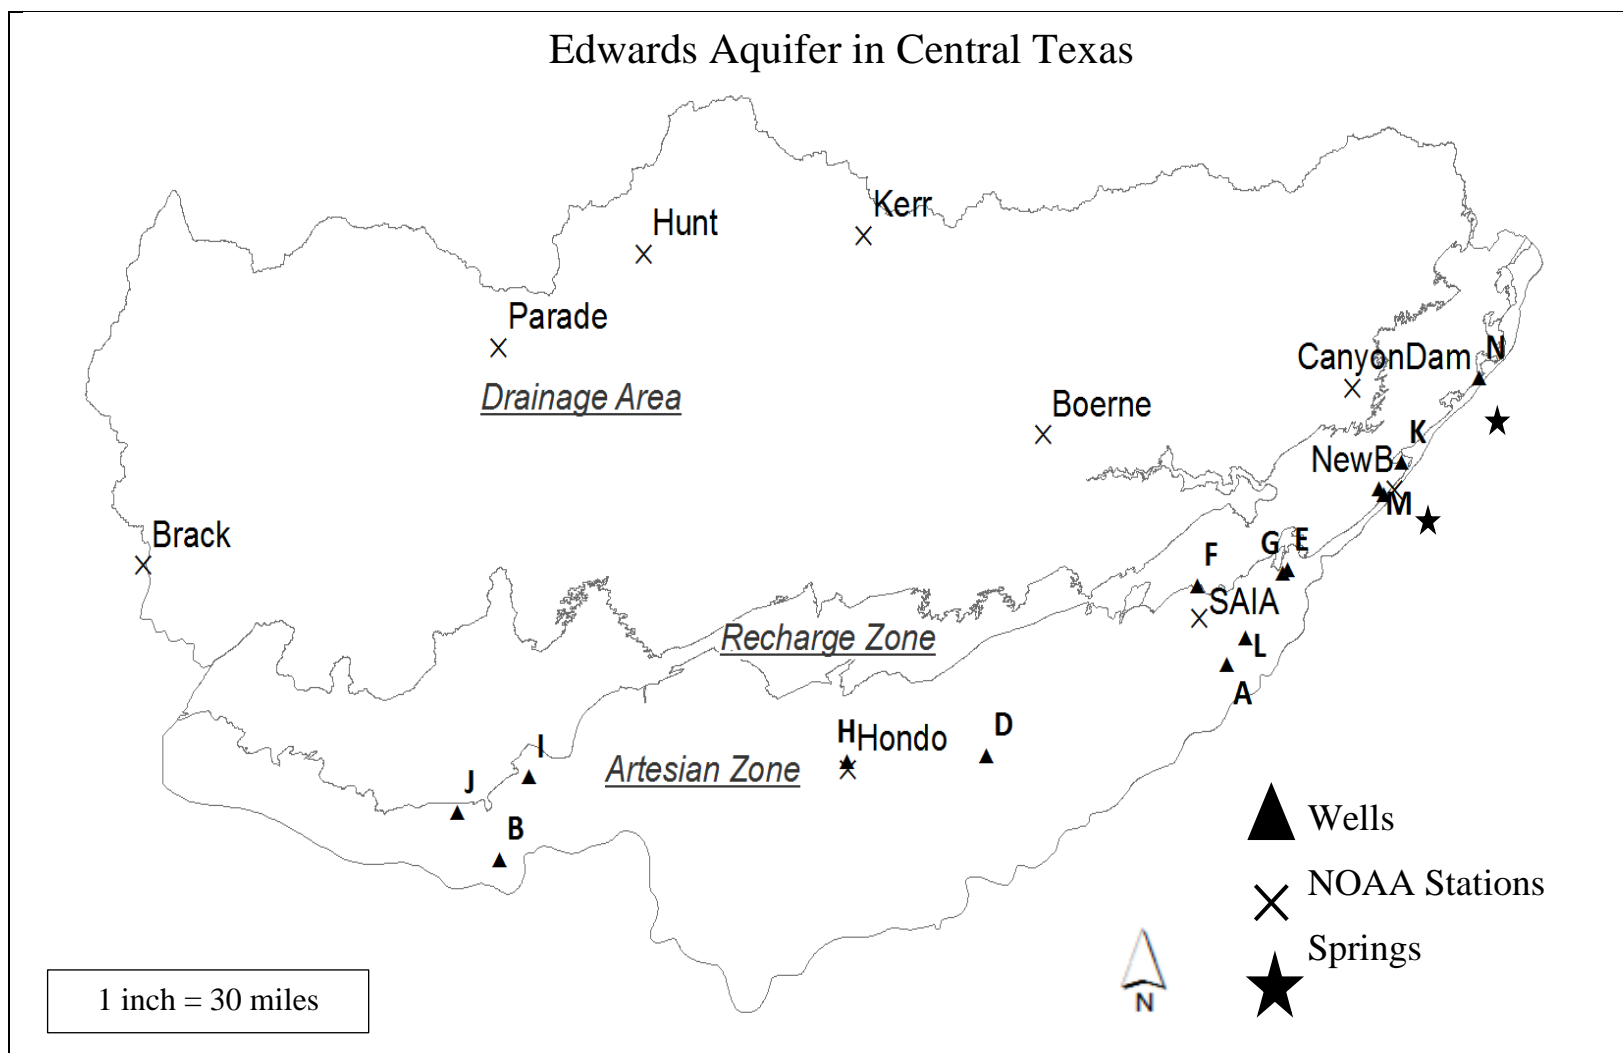 Edwards Aquifer in Central Texas
Kerr
Hunt
Parade
N
CanyonDam
Drainage Area
Boerne
K
NewB
M
Brack
G E
F
SAIA
Recharge Zone
L
A
H Hondo
D
I
Artesian Zone
J
B
Wells
NOAA Stations
Springs
1 inch = 30 miles
N